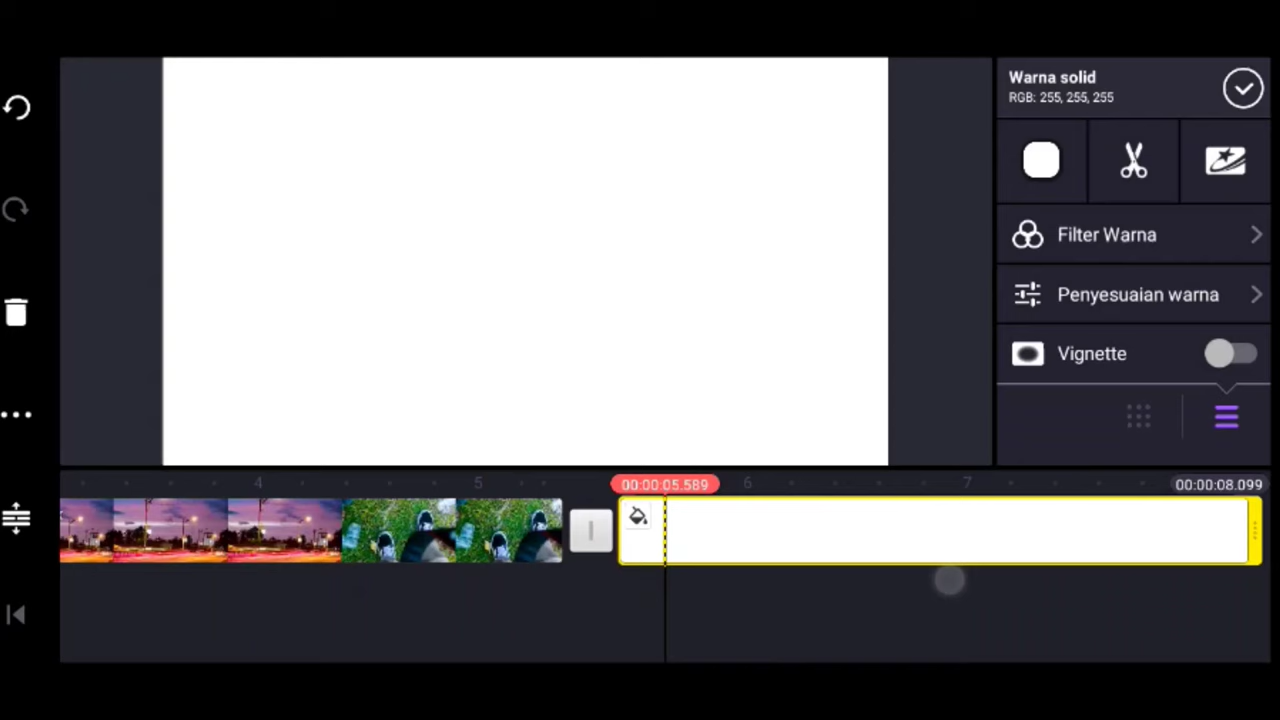 Warna solid
RGB: 255, 255, 255
Filter Warna
Penyesuaian warna
Vignette
4
5
00:00:05.589
6
7
00:00:08.099